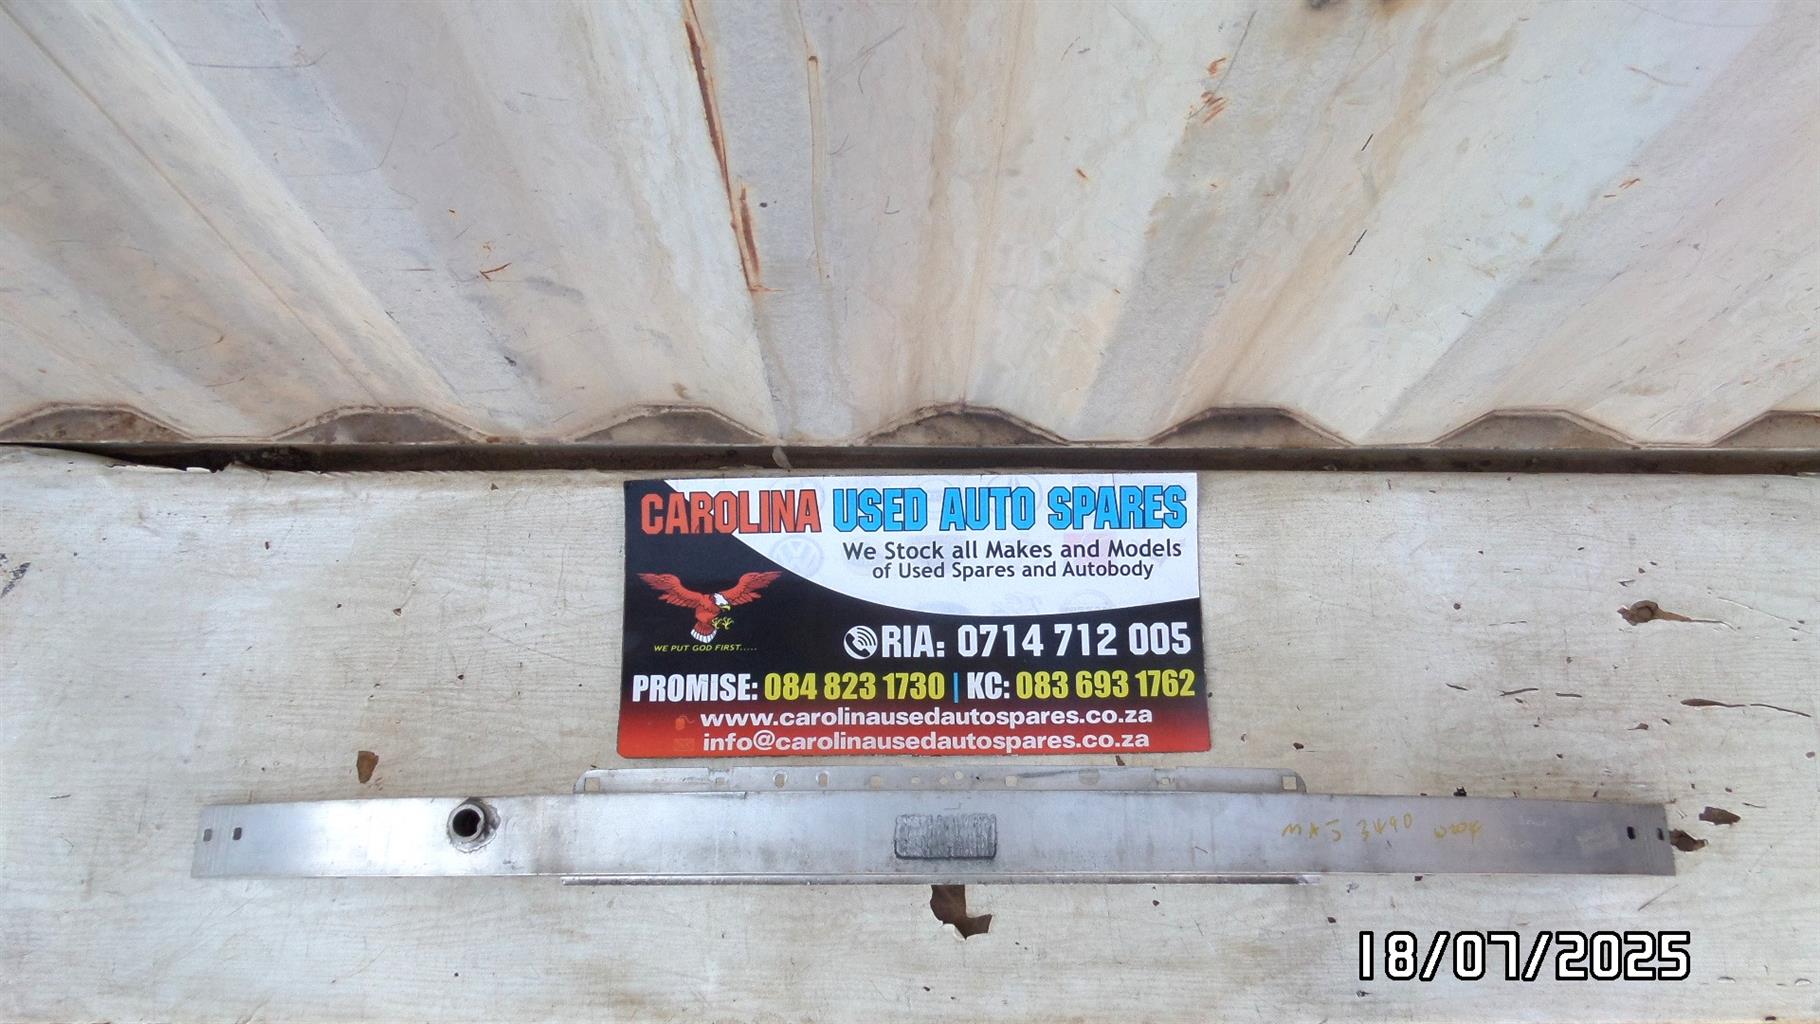 CAROLINA USED AUTO SPARES
We Stock all Makes and Models
of Used Spares and Autobody
WE PUT GOD FIRST.....
RIA: 0714 712 005
PROMISE: 084 823 1730 | KC: 083 693 1762
www.carolinausedautospares.co.za
info@carolinausedautospares.co.za
3490
18/07/2025